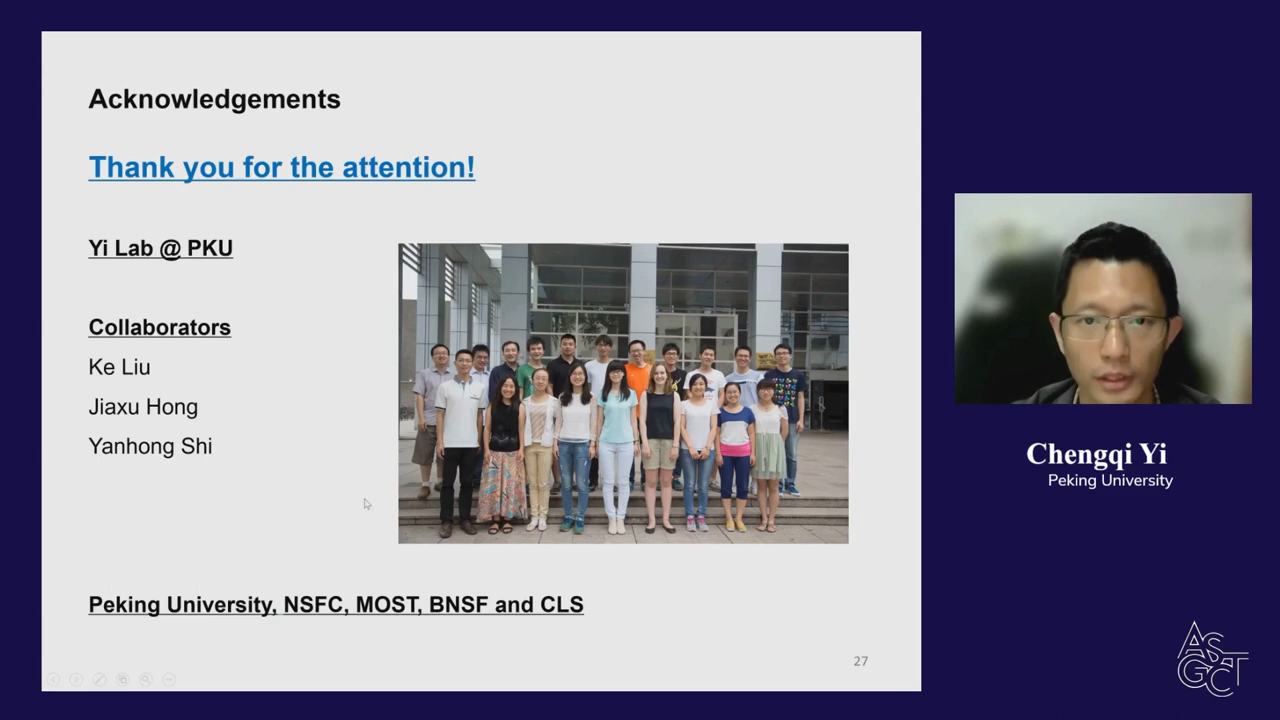 Acknowledgements
Thank you for the attention!
Yi Lab @ PKU
Collaborators
Ke Liu
Jiaxu Hong
Yanhong Shi
Peking University, NSFC, MOST, BNSF and CLS
27
Chengqi Yi
Peking University
ASGCT